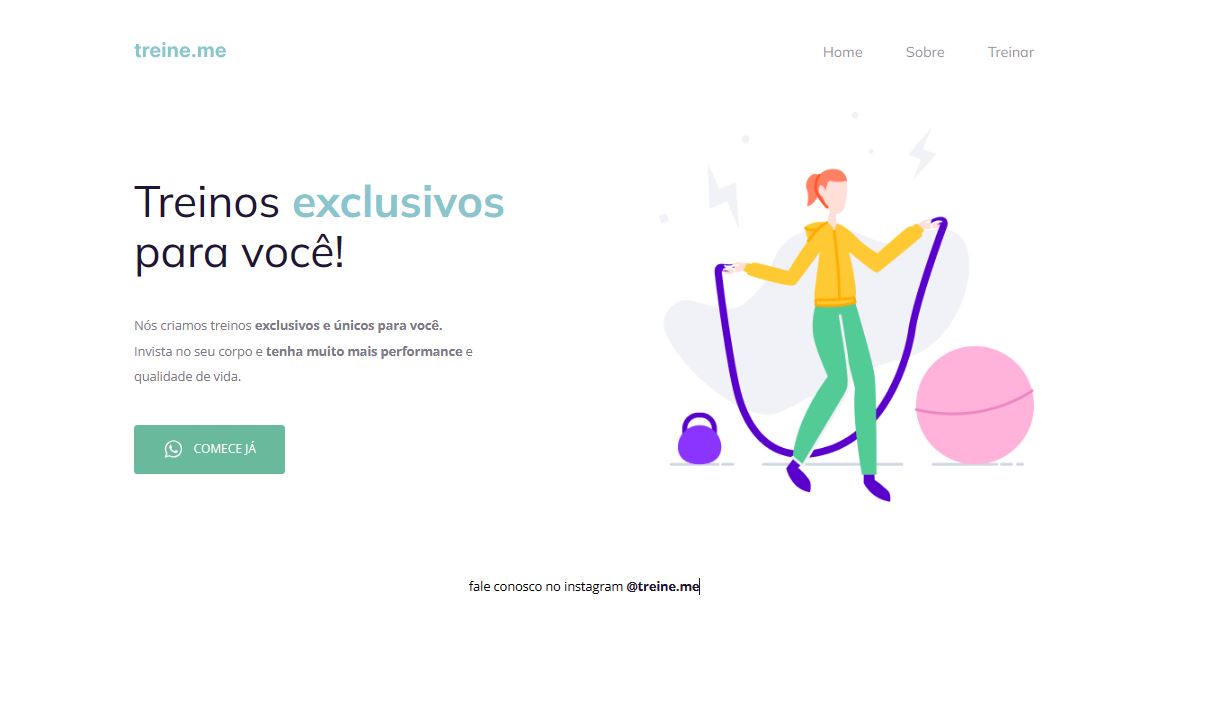 treine.me
Home Sobre Treinar
Treinos exclusivos
para você!
Nós criamos treinos exclusivos e únicos para você.
Invista no seu corpo e tenha muito mais performance e
qualidade de vida.
COMECE JÁ
fale conosco no instagram @treine.me